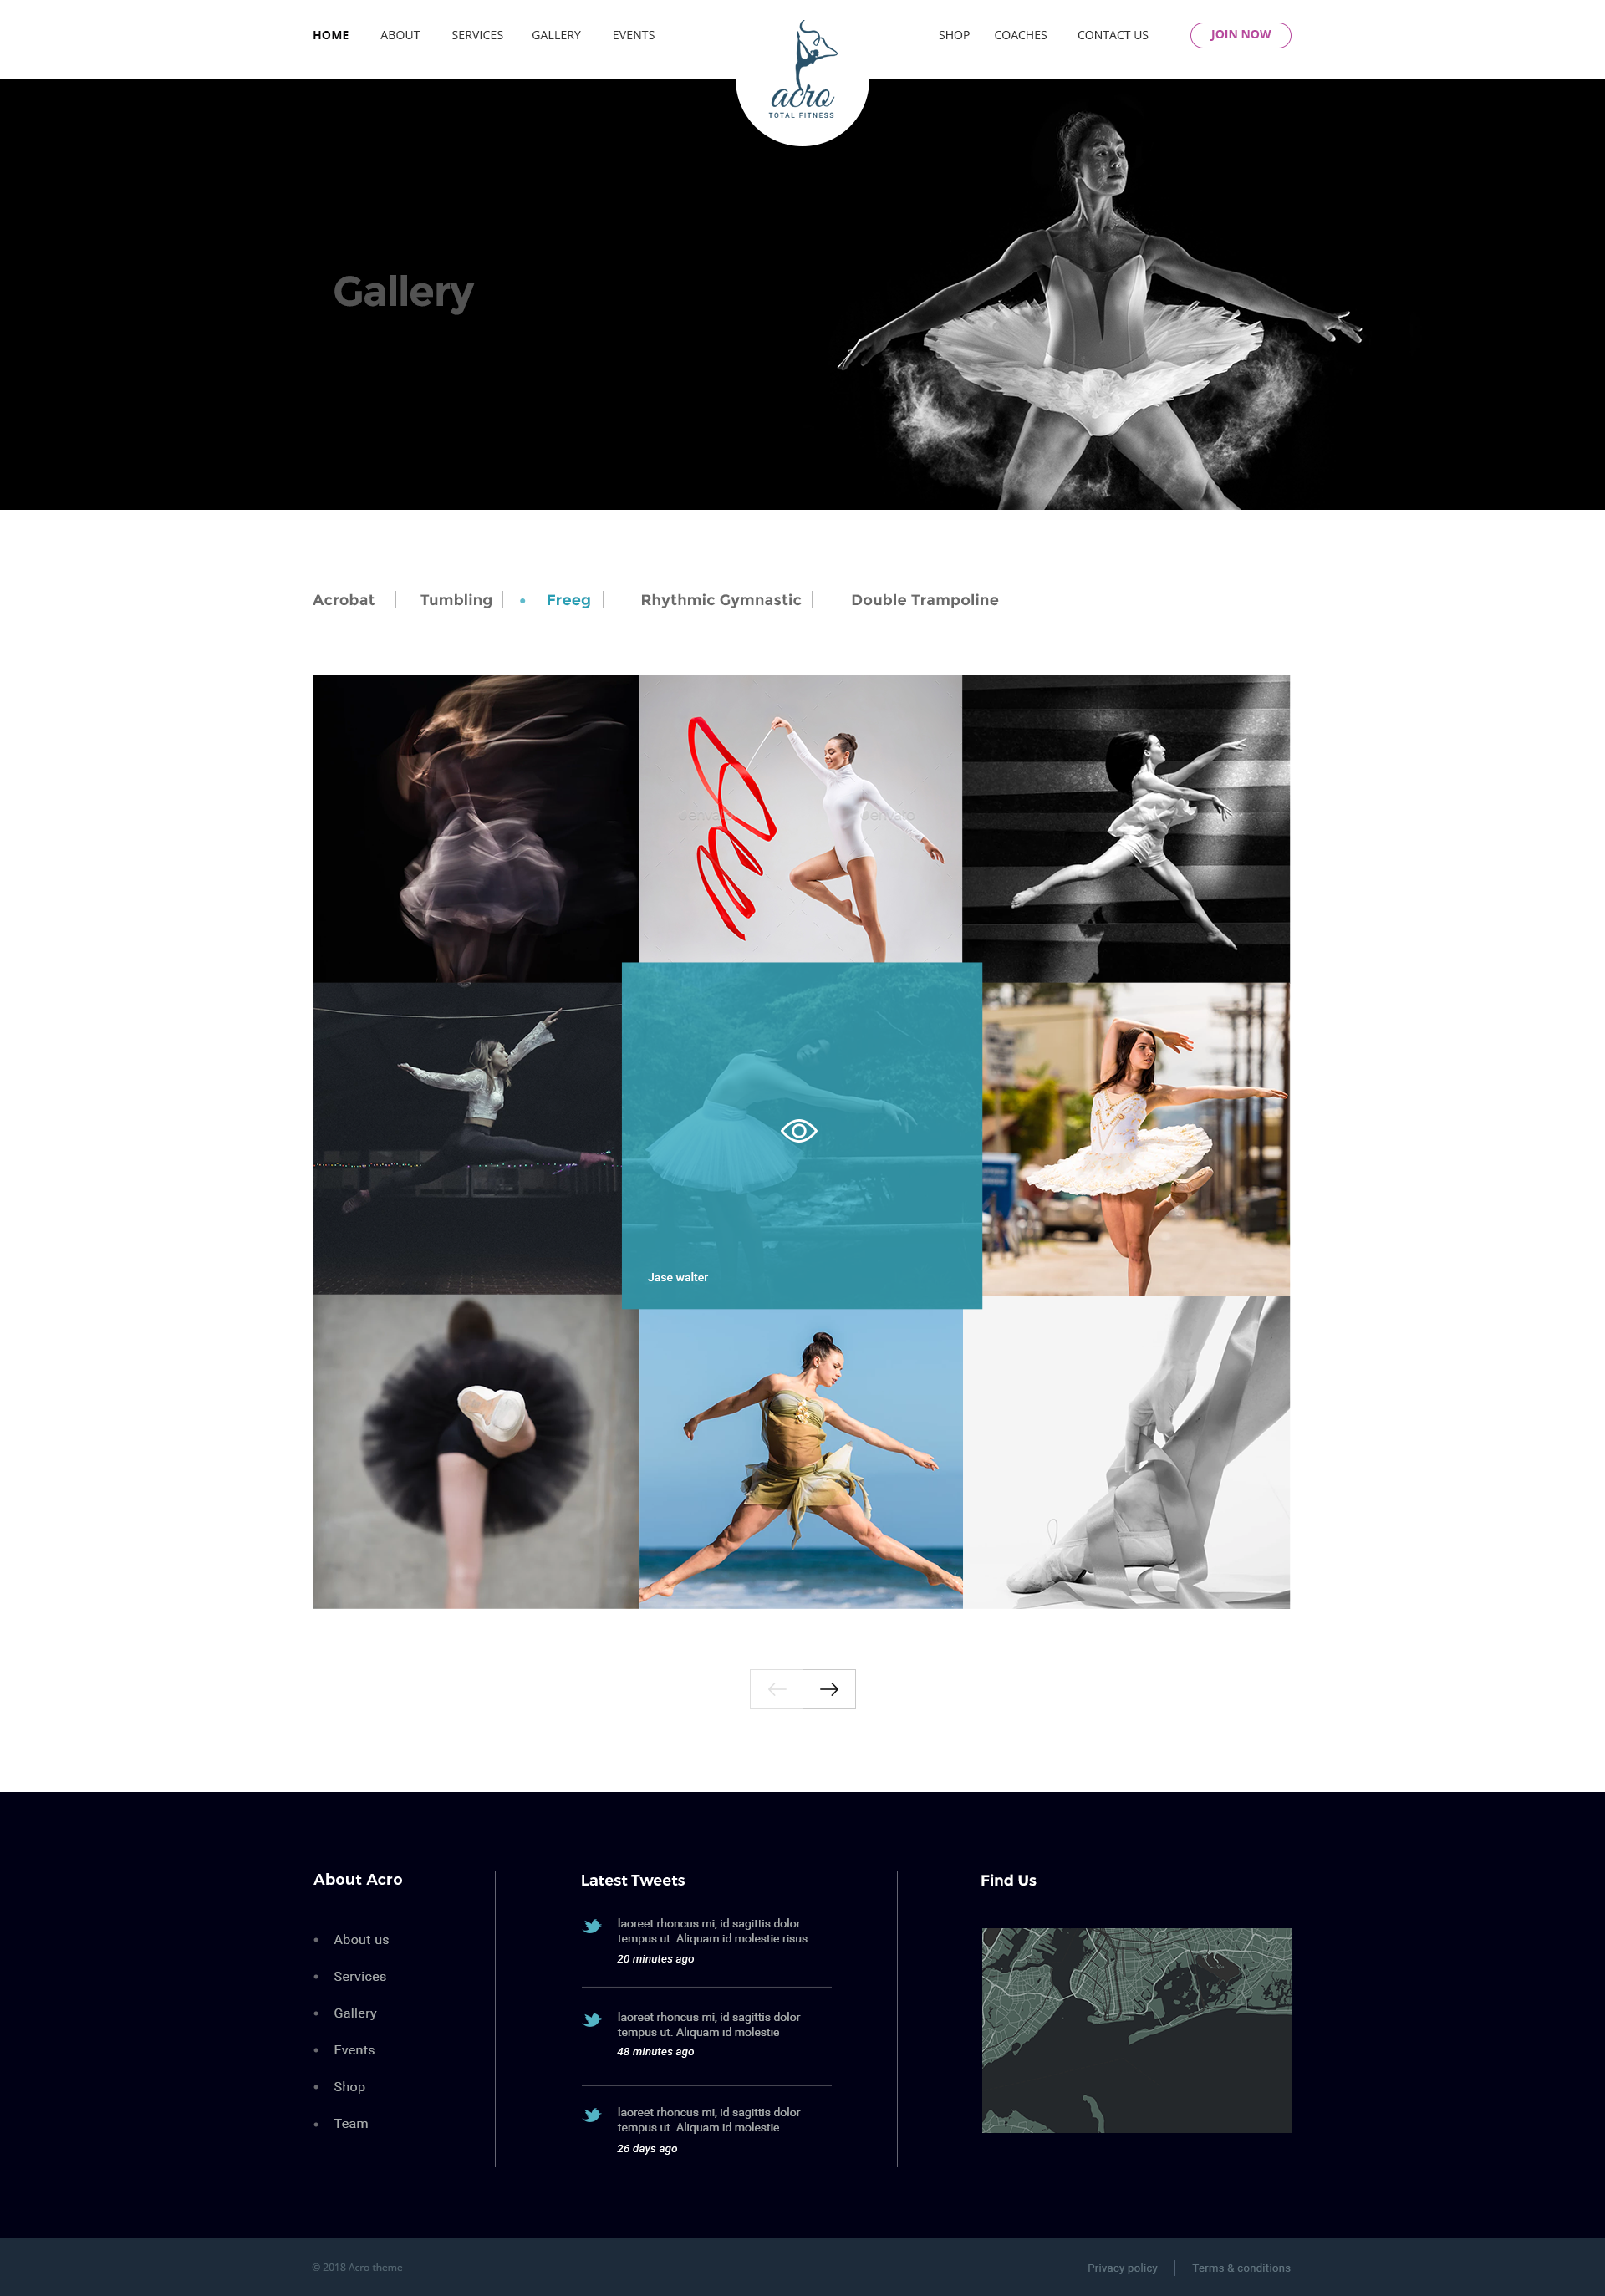 HOME ABOUT SERVICES GALLERY EVENTS
acro
TOTAL FITNESS
SHOP COACHES CONTACT US JOIN NOW
Gallery
Acrobat Tumbling Freeg Rhythmic Gymnastic Double Trampoline
envato envato
Jase walter
About Acro
About us
Services
Gallery
Events
Shop
Team
Latest Tweets
laoreet rhoncus mi, id sagittis dolor
tempus ut. Aliquam id molestie risus.
20 minutes ago
laoreet rhoncus mi, id sagittis dolor
tempus ut. Aliquam id molestie
48 minutes ago
laoreet rhoncus mi, id sagittis dolor
tempus ut. Aliquam id molestie
26 days ago
Find Us
© 2018 Acro theme
Privacy policy Terms & conditions